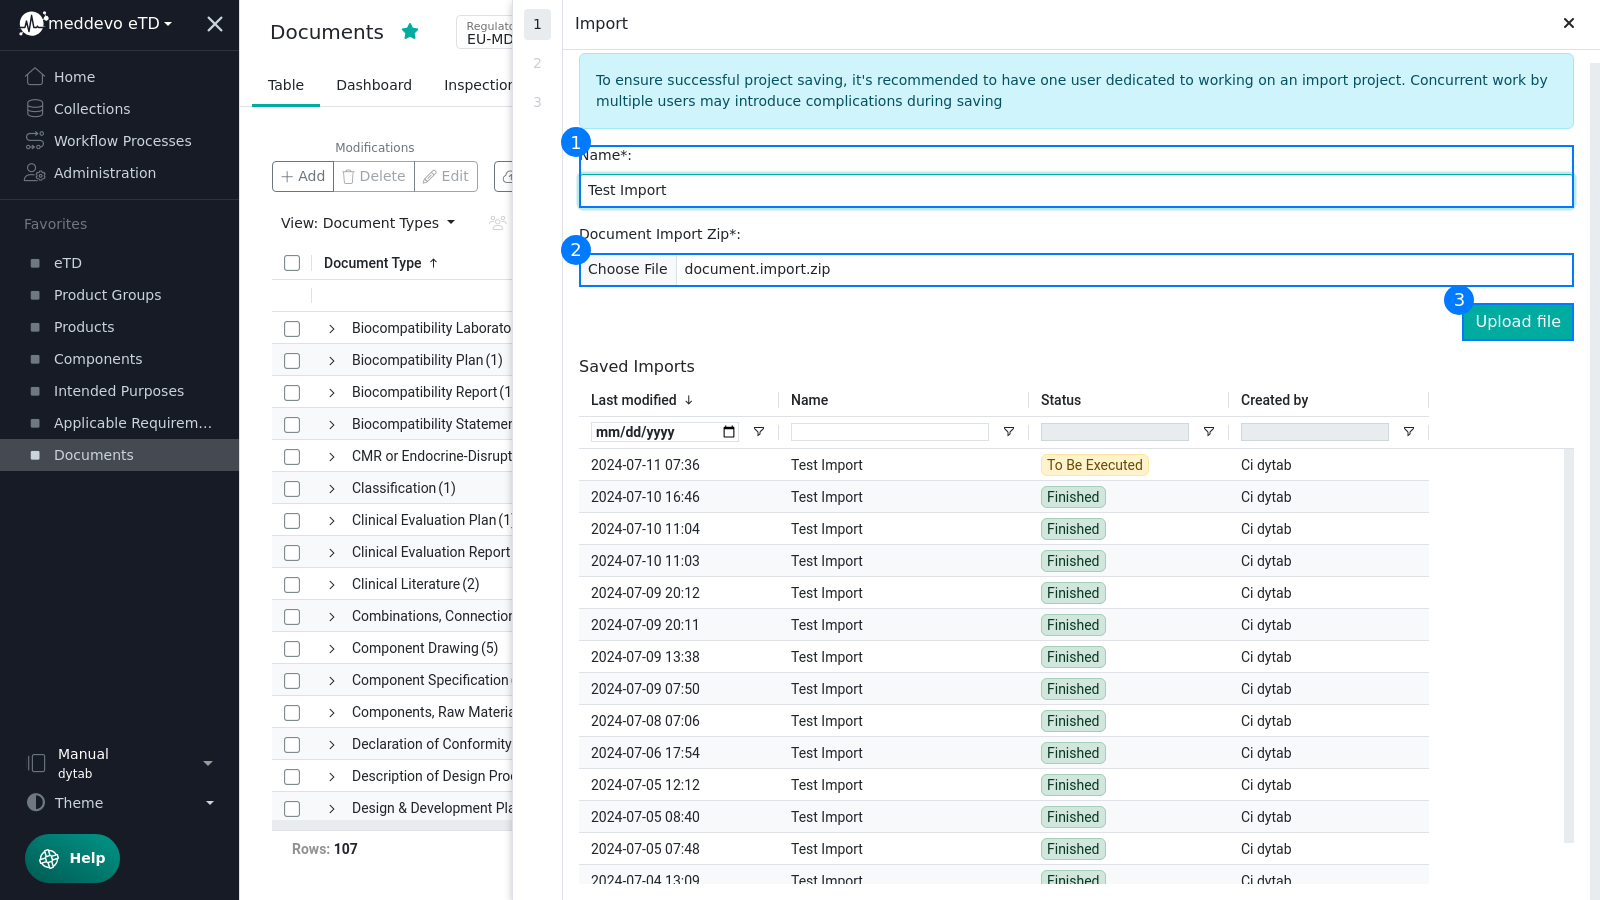 meddevo eTD
Home
Collections
Workflow Processes
Administration
Favorites
eTD
Product Groups
Products
Components
Intended Purposes
Applicable Requirem...
Documents
Manual
dytab
Theme
Help
Documents
Regulato
EU-MD
Table
Dashboard
Inspection
Modifications
Add
Delete
Edit
View: Document Types
Document Type
Biocompatibility Laborato
Biocompatibility Plan (1)
Biocompatibility Report (1
Biocompatibility Statemen
CMR or Endocrine-Disrupt
Classification (1)
Clinical Evaluation Plan (1)
Clinical Evaluation Report
Clinical Literature (2)
Combinations, Connection
Component Drawing (5)
Component Specification
Components, Raw Materia
Declaration of Conformity
Description of Design Proc
Design & Development Pla
Rows: 107
1
2
3
Import
To ensure successful project saving, it's recommended to have one user dedicated to working on an import project. Concurrent work by
multiple users may introduce complications during saving
1
Name*:
Test Import
Document Import Zip*:
2
Choose File document.import.zip
3
Upload file
Saved Imports
Last modified Name Status Created by
mm/dd/yyyy
2024-07-11 07:36 Test Import To Be Executed Ci dytab
2024-07-10 16:46 Test Import Finished Ci dytab
2024-07-10 11:04 Test Import Finished Ci dytab
2024-07-10 11:03 Test Import Finished Ci dytab
2024-07-09 20:12 Test Import Finished Ci dytab
2024-07-09 20:11 Test Import Finished Ci dytab
2024-07-09 13:38 Test Import Finished Ci dytab
2024-07-09 07:50 Test Import Finished Ci dytab
2024-07-08 07:06 Test Import Finished Ci dytab
2024-07-06 17:54 Test Import Finished Ci dytab
2024-07-05 12:12 Test Import Finished Ci dytab
2024-07-05 08:40 Test Import Finished Ci dytab
2024-07-05 07:48 Test Import Finished Ci dytab
2024-07-04 13:09 Test Import Finished Ci dytab